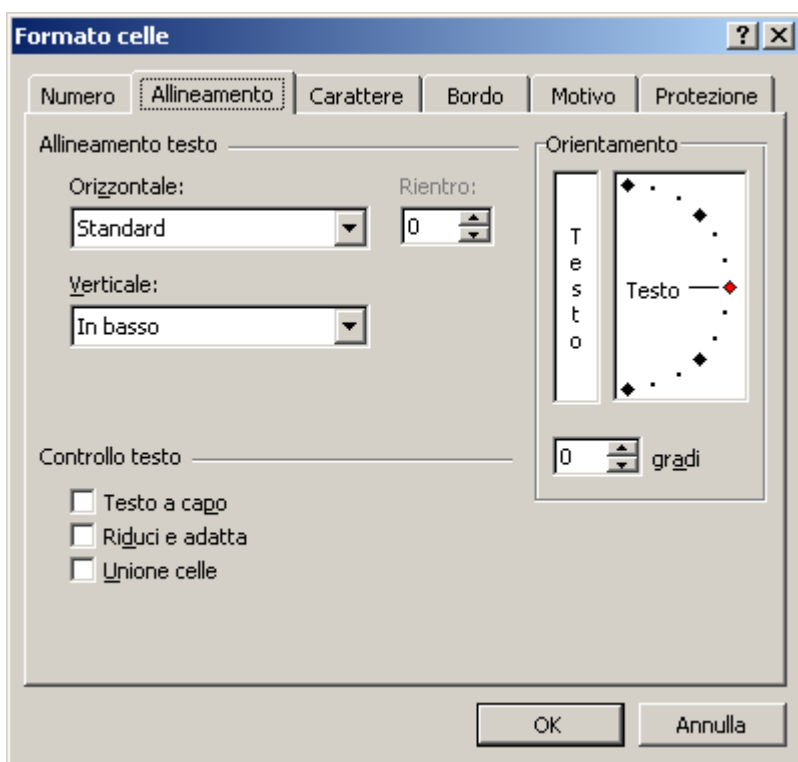 Formato celle
Numero Allineamento Carattere Bordo Motivo Protezione
Allineamento testo
Orizzontale:
Rientro:
Standard
0
Verticale:
In basso
Orientamento
T
e
s
t
o
Testo
0 gradi
Controllo testo
Testo a capo
Riduci e adatta
Unione celle
OK
Annulla